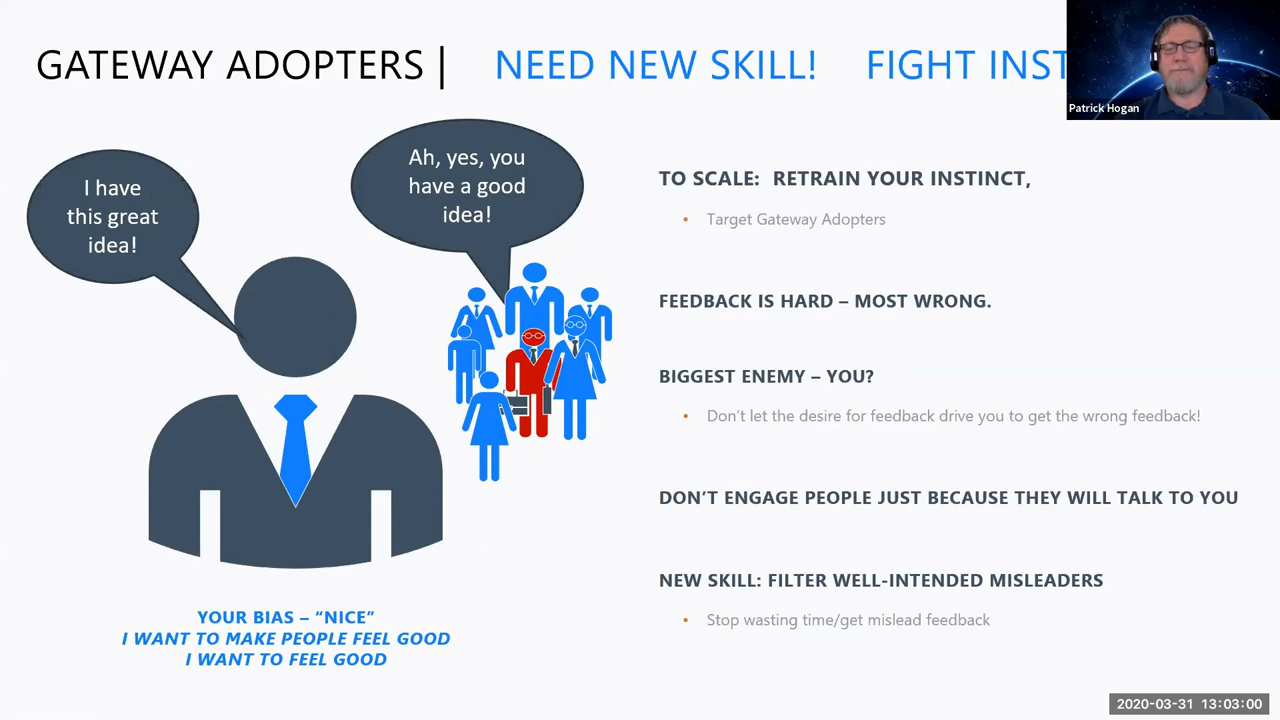 GATEWAY ADOPTERS | NEED NEW SKILL! FIGHT INST
Patrick Hogan
I have
this great
idea!
Ah, yes, you
have a good
idea!
YOUR BIAS – “NICE”
I WANT TO MAKE PEOPLE FEEL GOOD
I WANT TO FEEL GOOD
TO SCALE: RETRAIN YOUR INSTINCT,
• Target Gateway Adopters
FEEDBACK IS HARD – MOST WRONG.
BIGGEST ENEMY – YOU?
• Don’t let the desire for feedback drive you to get the wrong feedback!
DON’T ENGAGE PEOPLE JUST BECAUSE THEY WILL TALK TO YOU
NEW SKILL: FILTER WELL-INTENDED MISLEADERS
• Stop wasting time/get mislead feedback
2020-03-31 13:03:00